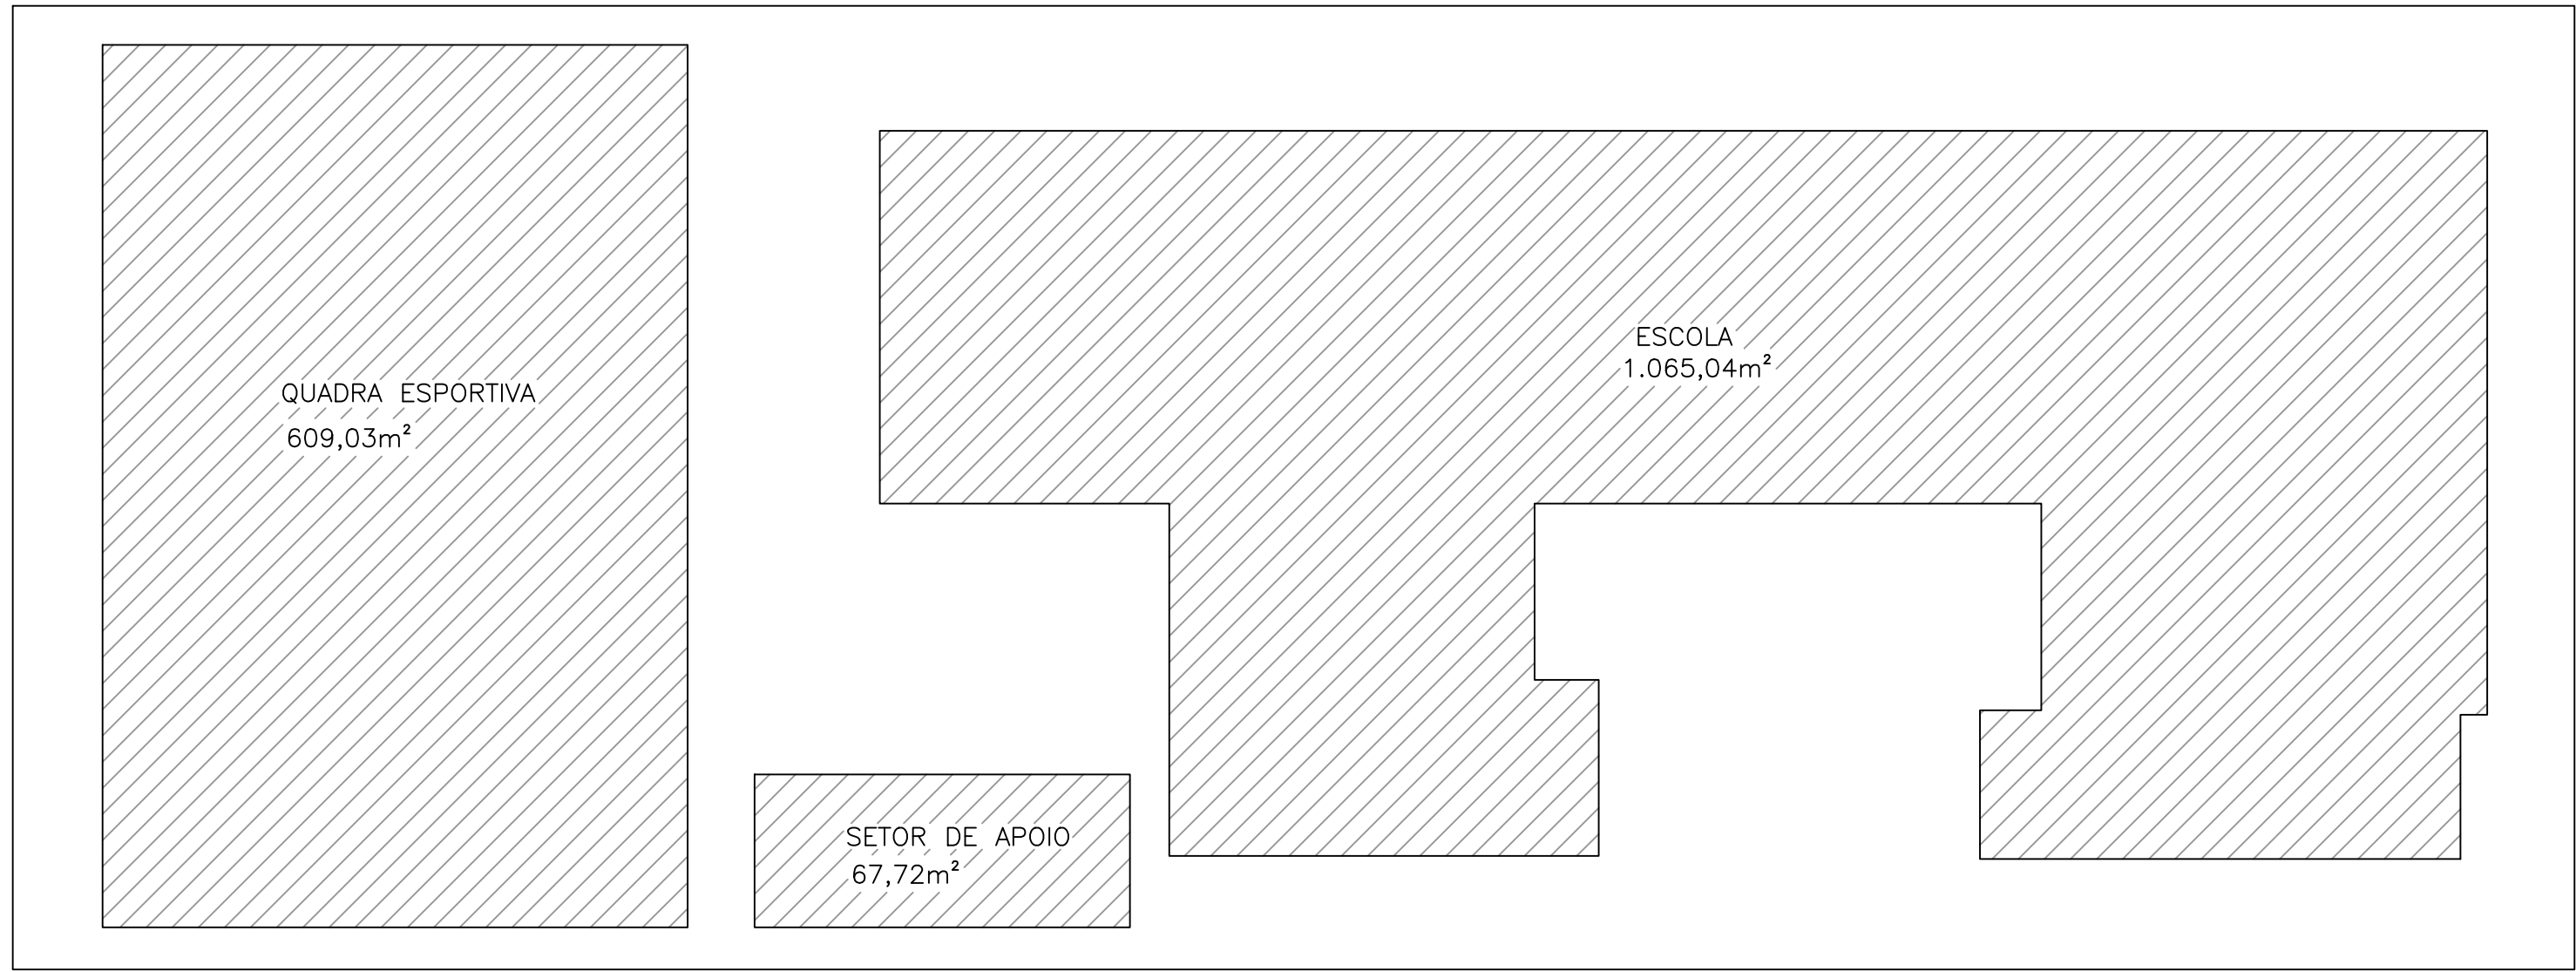 QUADRA ESPORTIVA
609,03m²
ESCOLA
1.065,04m²
SETOR DE APOIO
67,72m²